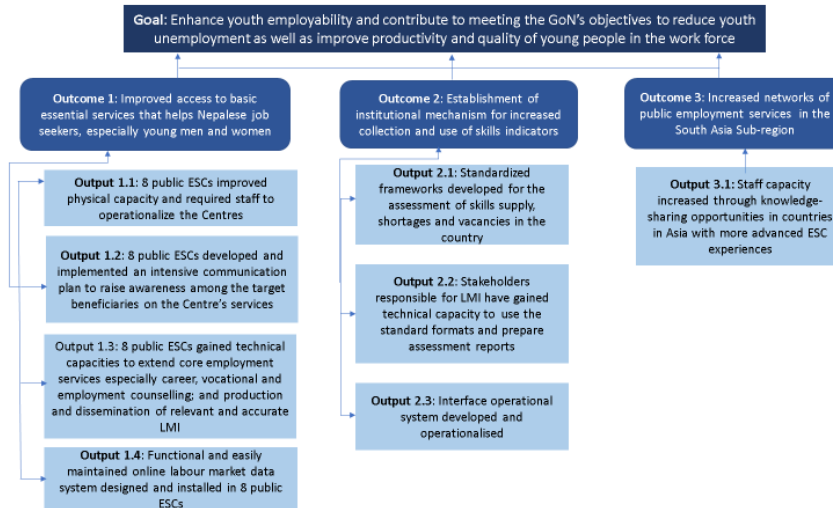 Goal: Enhance youth employability and contribute to meeting the GoN's objectives to reduce youth
unemployment as well as improve productivity and quality of young people in the work force
Outcome 1: Improved access to basic
essential services that helps Nepalese job
seekers, especially young men and women
Output 1.1: 8 public ESCs improved
physical capacity and required staff to
operationalize the Centres
Output 1.2: 8 public ESCs developed and
implemented an intensive communication
plan to raise awareness among the target
beneficiaries on the Centre's services
Output 1.3: 8 public ESCs gained technical
capacities to extend core employment
services especially career, vocational and
employment counselling; and production
and dissemination of relevant and accurate
LMI
Output 1.4: Functional and easily
maintained online labour market data
system designed and installed in 8 public
ESCs
Outcome 2: Establishment of
institutional mechanism for increased
collection and use of skills indicators
Output 2.1: Standardized
frameworks developed for the
assessment of skills supply,
shortages and vacancies in the
country
Output 2.2: Stakeholders
responsible for LMI have gained
technical capacity to use the
standard formats and prepare
assessment reports
Output 2.3: Interface operational
system developed and
operationalised
Outcome 3: Increased networks of
public employment services in the
South Asia Sub-region
Output 3.1: Staff capacity
increased through knowledge-
sharing opportunities in countries
in Asia with more advanced ESC
experiences